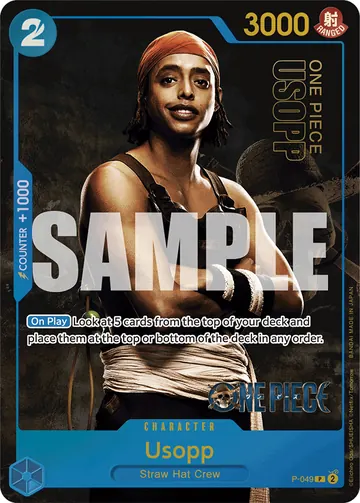 2
3000
射
RANGED
ONE PIECE
USOPP
COUNTER +1000
SAMPLE
On Play Look at 5 cards from the top of your deck and
place them at the top or bottom of the deck in any order.
ONE PIECE
CHARACTER
Usopp
Straw Hat Crew
P-049 P 2